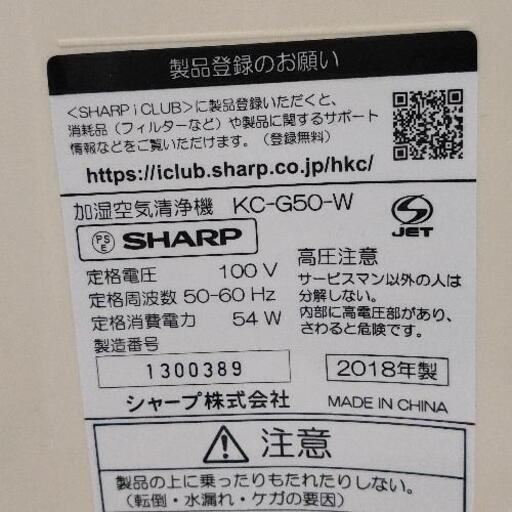 製品登録のお願い
<SHARP i CLUB>に製品登録いただくと、
消耗品（フィルターなど）や製品に関するサポート
情報などをご覧いただけます。（登録無料）
https://iclub.sharp.co.jp/hkc/
加湿空気清浄機 KC-G50-W
PS E SHARP
S JET
定格電圧 100 V
定格周波数 50-60 Hz
定格消費電力 54 W
製造番号
1300389
シャープ株式会社
高圧注意
サービスマン以外の人は
分解しない。
内部に高電圧部があり、
さわると危険です。
2018年製
MADE IN CHINA
注意
製品の上に乗ったりもたれたりしない。
（転倒・水漏れ・ケガの要因）